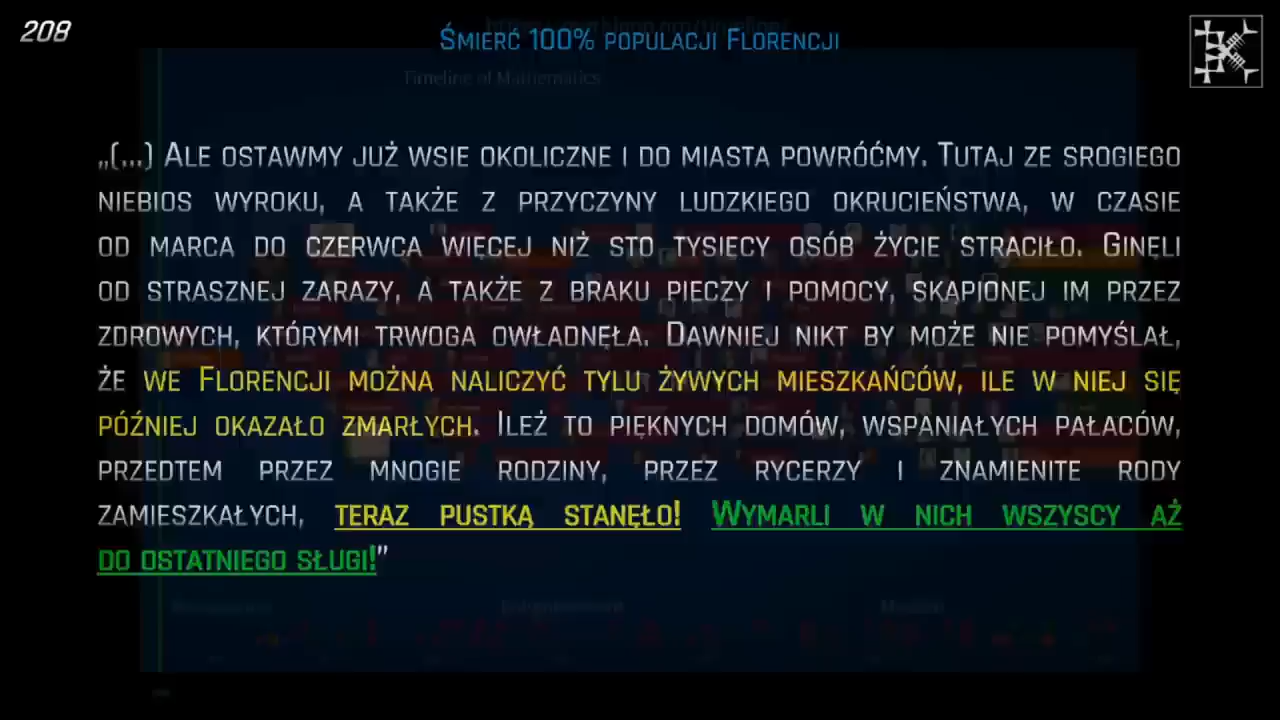 208
Śmierć 100% populacji Florencji
Timeline of Mathematics
„(...) Ale ostawmy już wsie okoliczne i do miasta powróćmy. Tutaj ze srogiego
niebios wyroku, a także z przyczyny ludzkiego okrucieństwa, w czasie
od marca do czerwca więcej niż sto tysięcy osób życie straciło. Ginęli
od strasznej zarazy, a także z braku pieczy i pomocy, skąpionej im przez
zdrowych, którymi trwoga owładnęła. Dawniej nikt by może nie pomyślał,
że we Florencji można naliczyć tylu żywych mieszkańców, ile w niej się
później okazało zmarłych. Ileż to pięknych domów, wspaniałych pałaców,
przedtem przez mnogie rodziny, przez rycerzy i znamienite rody
zamieszkałych, teraz pustką stanęło! Wymarli w nich wszyscy aż
do ostatniego sługi!”